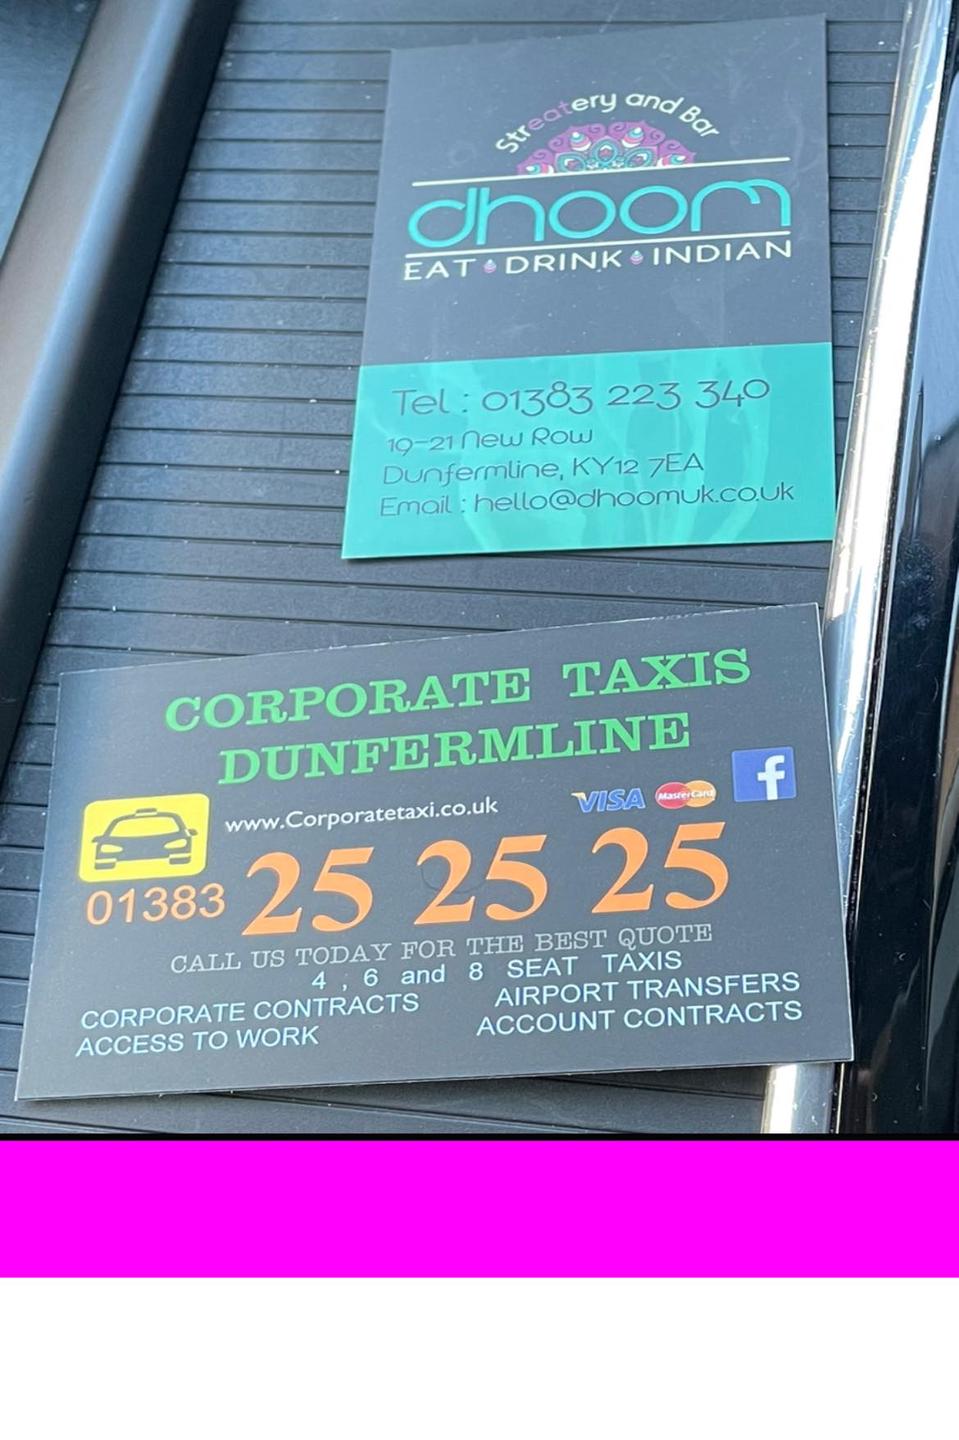 Streatery and Bar
dhoom
EAT DRINK INDIAN
Tel : 01383 223 340
19-21 New Row
Dunfermline, KY12 7EA
Email : hello@dhoomuk.co.uk
CORPORATE TAXIS
DUNFERMLINE
www.Corporatetaxi.co.uk
VISA MasterCard f
01383 25 25 25
CALL US TODAY FOR THE BEST QUOTE
4 , 6 and 8 SEAT TAXIS
CORPORATE CONTRACTS AIRPORT TRANSFERS
ACCESS TO WORK ACCOUNT CONTRACTS